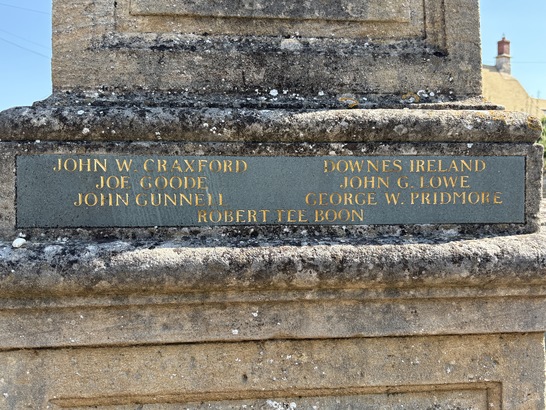 JOHN W. CRAXFORD DOWNES IRELAND
JOE GOODE JOHN G. LOWE
JOHN GUNNELL GEORGE W. PRIDMORE
ROBERT TEE BOON